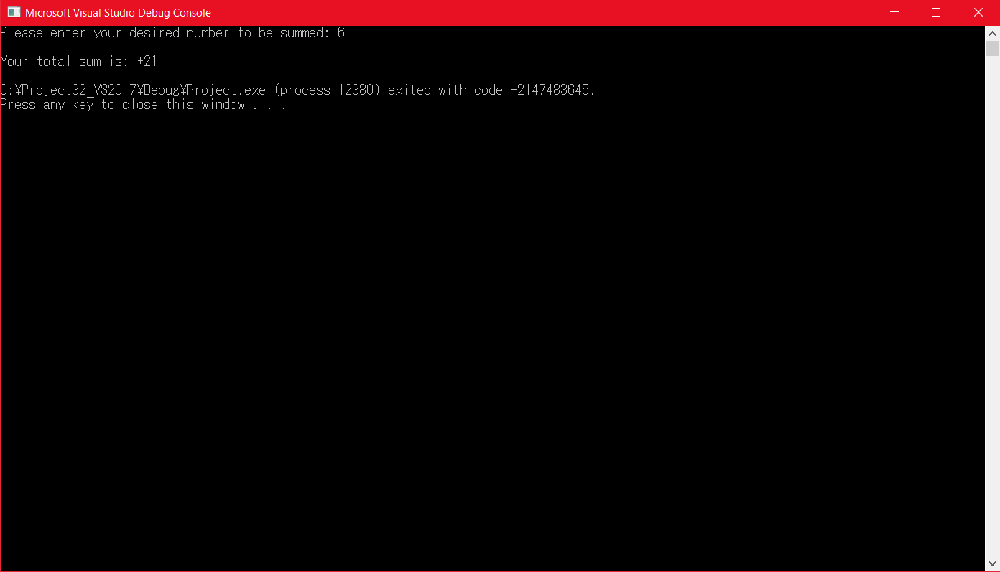 Microsoft Visual Studio Debug Console
Please enter your desired number to be summed: 6
Your total sum is: +21
C:¥Project32_VS2017¥Debug¥Project.exe (process 12380) exited with code -2147483645.
Press any key to close this window . . .